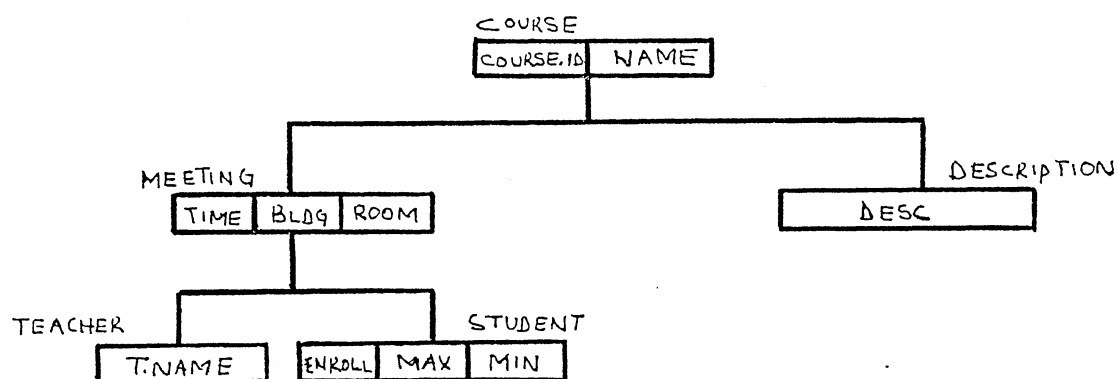 COURSE
COURSE.ID NAME
MEETING
DESCRIPTION
TIME BLDG ROOM
DESC
TEACHER
STUDENT
T.NAME
ENROLL MAX MIN